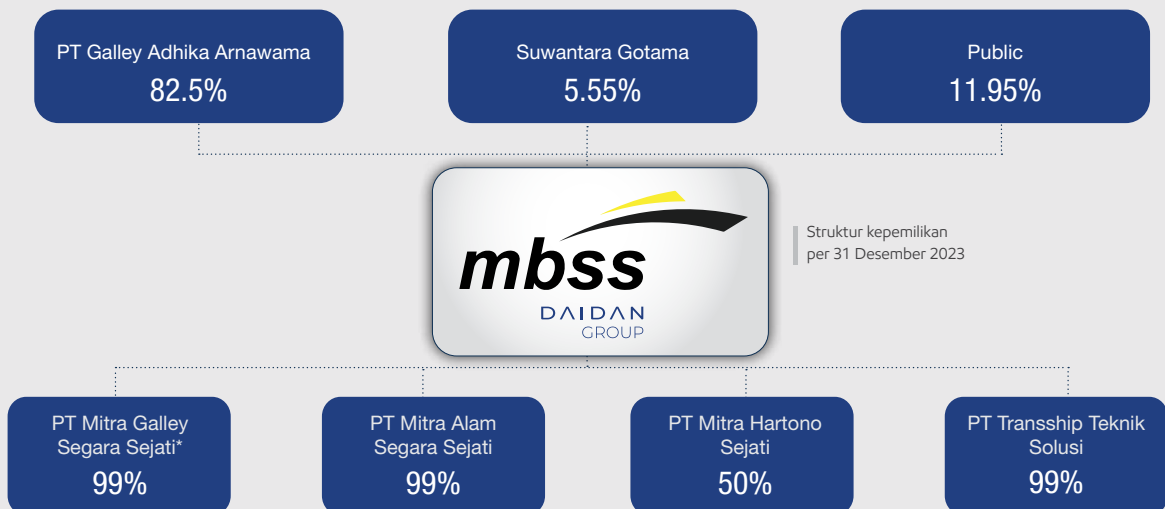 PT Galley Adhika Arnawama
82.5%
Suwantara Gotama
5.55%
Public
11.95%
mbss
DAIDAN
GROUP
Struktur kepemilikan
per 31 Desember 2023
PT Mitra Galley
Segara Sejati*
99%
PT Mitra Alam
Segara Sejati
99%
PT Mitra Hartono
Sejati
50%
PT Transship Teknik
Solusi
99%